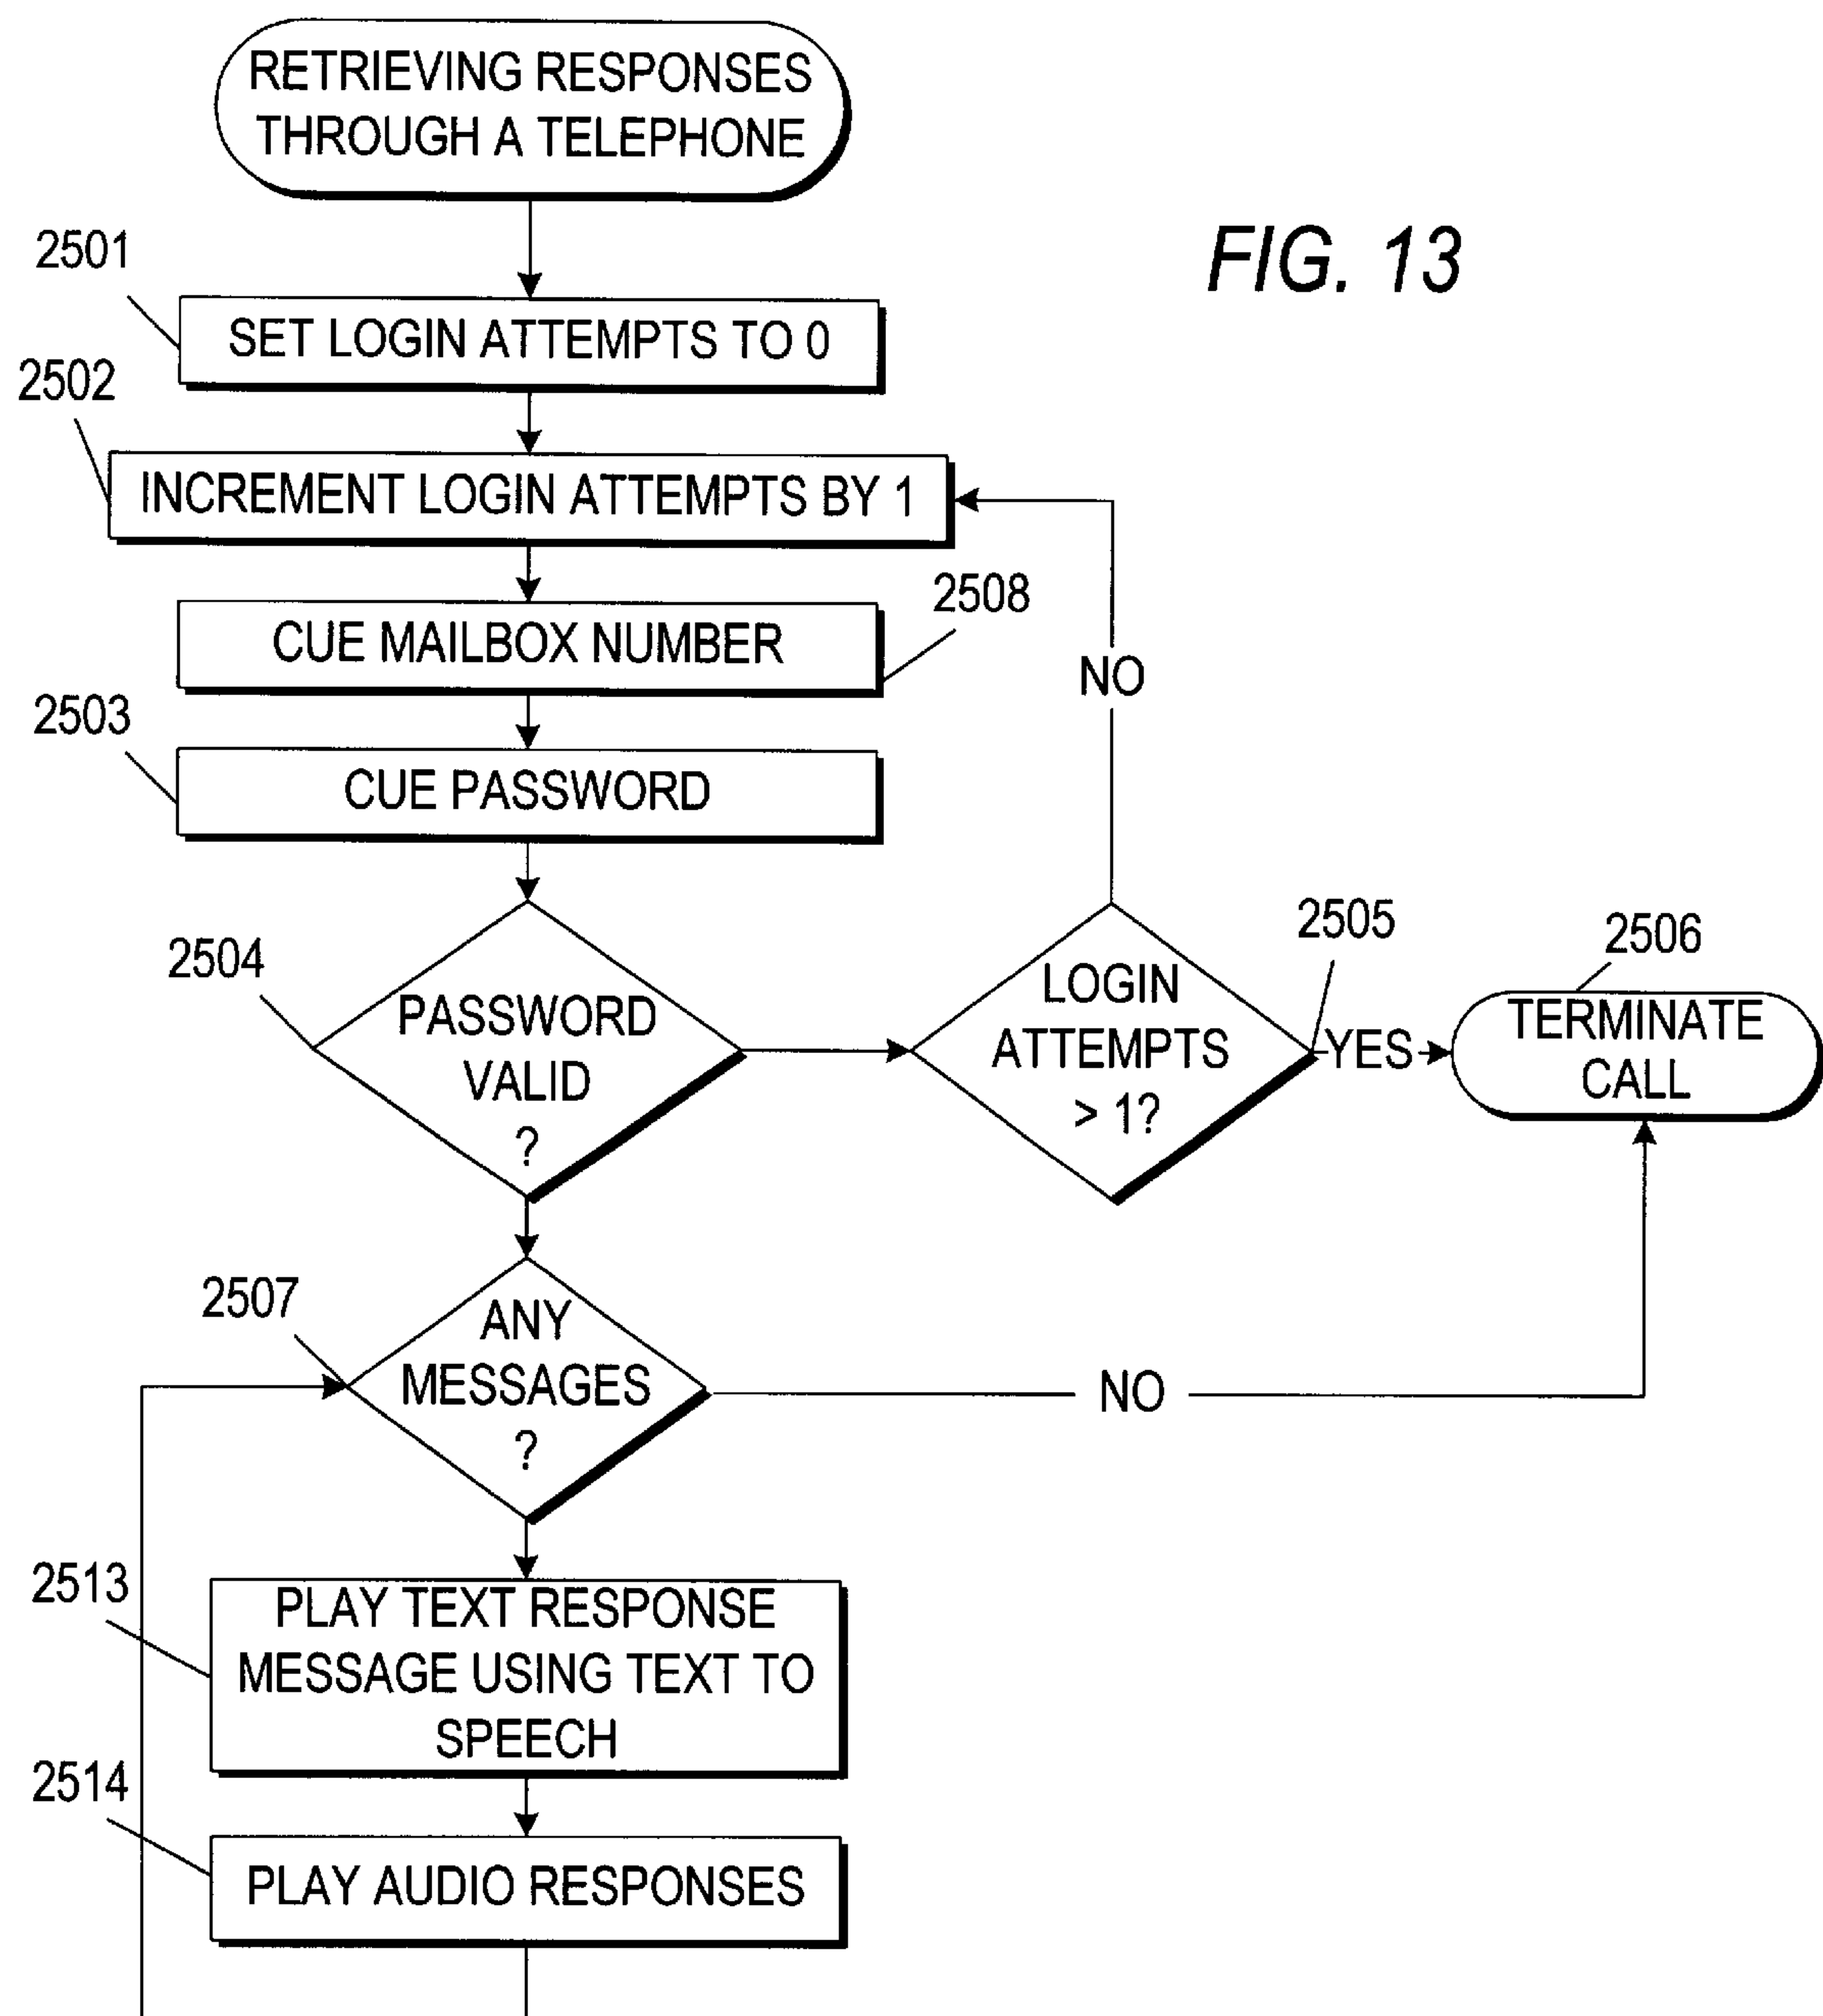 RETRIEVING RESPONSES
THROUGH A TELEPHONE
FIG. 13
2501
SET LOGIN ATTEMPTS TO 0
2502
INCREMENT LOGIN ATTEMPTS BY 1
2508
CUE MAILBOX NUMBER
NO
2503
CUE PASSWORD
2504
PASSWORD
VALID
?
2505
LOGIN
ATTEMPTS
> 1?
YES
2506
TERMINATE
CALL
2507
ANY
MESSAGES
?
NO
2513
PLAY TEXT RESPONSE
MESSAGE USING TEXT TO
SPEECH
2514
PLAY AUDIO RESPONSES